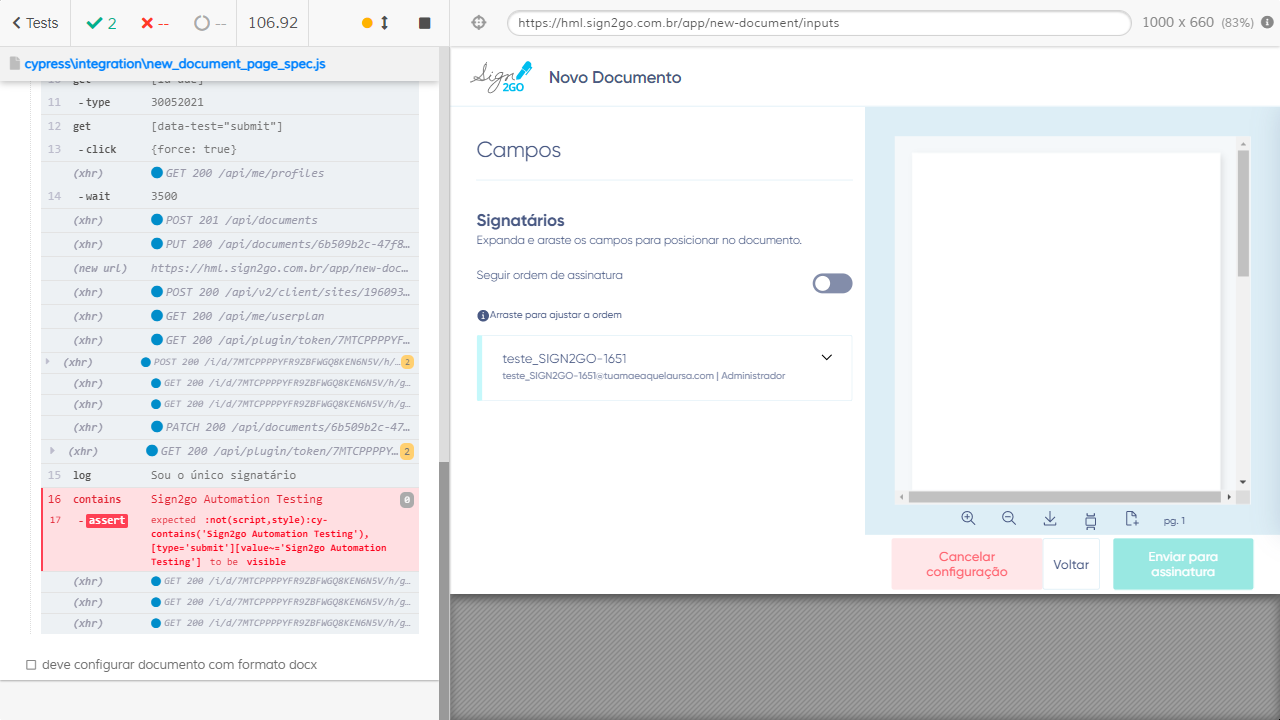 Tests
2
--
--
106.92
https://hml.sign2go.com.br/app/new-document/inputs
1000 x 660 (83%)
cypress\integration\new_document_page_spec.js
11 -type 30052021
12 get [data-test="submit"]
13 -click {force: true}
(xhr) GET 200 /api/me/profiles
14 -wait 3500
(xhr) POST 201 /api/documents
(xhr) PUT 200 /api/documents/6b509b2c-47f8…
(new url) https://hml.sign2go.com.br/app/new-doc…
(xhr) POST 200 /api/v2/client/sites/196093…
(xhr) GET 200 /api/me/userplan
(xhr) GET 200 /api/plugin/token/7MTCPPPPYF…
(xhr) POST 200 /i/d/7MTCPPPPYFR9ZBFWGQ8KEN6N5V/h/… 2
(xhr) GET 200 /i/d/7MTCPPPPYFR9ZBFWGQ8KEN6N5V/h/g…
(xhr) GET 200 /i/d/7MTCPPPPYFR9ZBFWGQ8KEN6N5V/h/g…
(xhr) PATCH 200 /api/documents/6b509b2c-47…
(xhr) GET 200 /api/plugin/token/7MTCPPPPY… 2
15 log Sou o único signatário
16 contains Sign2go Automation Testing 0
17 -assert expected :not(script,style):cy-
contains('Sign2go Automation Testing'),
[type='submit'][value~='Sign2go Automation
Testing'] to be visible
(xhr) GET 200 /i/d/7MTCPPPPYFR9ZBFWGQ8KEN6N5V/h/g…
(xhr) GET 200 /i/d/7MTCPPPPYFR9ZBFWGQ8KEN6N5V/h/g…
(xhr) GET 200 /i/d/7MTCPPPPYFR9ZBFWGQ8KEN6N5V/h/g…
deve configurar documento com formato docx
Sign
2GO
Novo Documento
Campos
Signatários
Expanda e araste os campos para posicionar no documento.
Seguir ordem de assinatura
Arraste para ajustar a ordem
teste_SIGN2GO-1651
teste_SIGN2GO-1651@tuamaeaquelaursa.com | Administrador
pg. 1
Cancelar
configuração
Voltar
Enviar para
assinatura